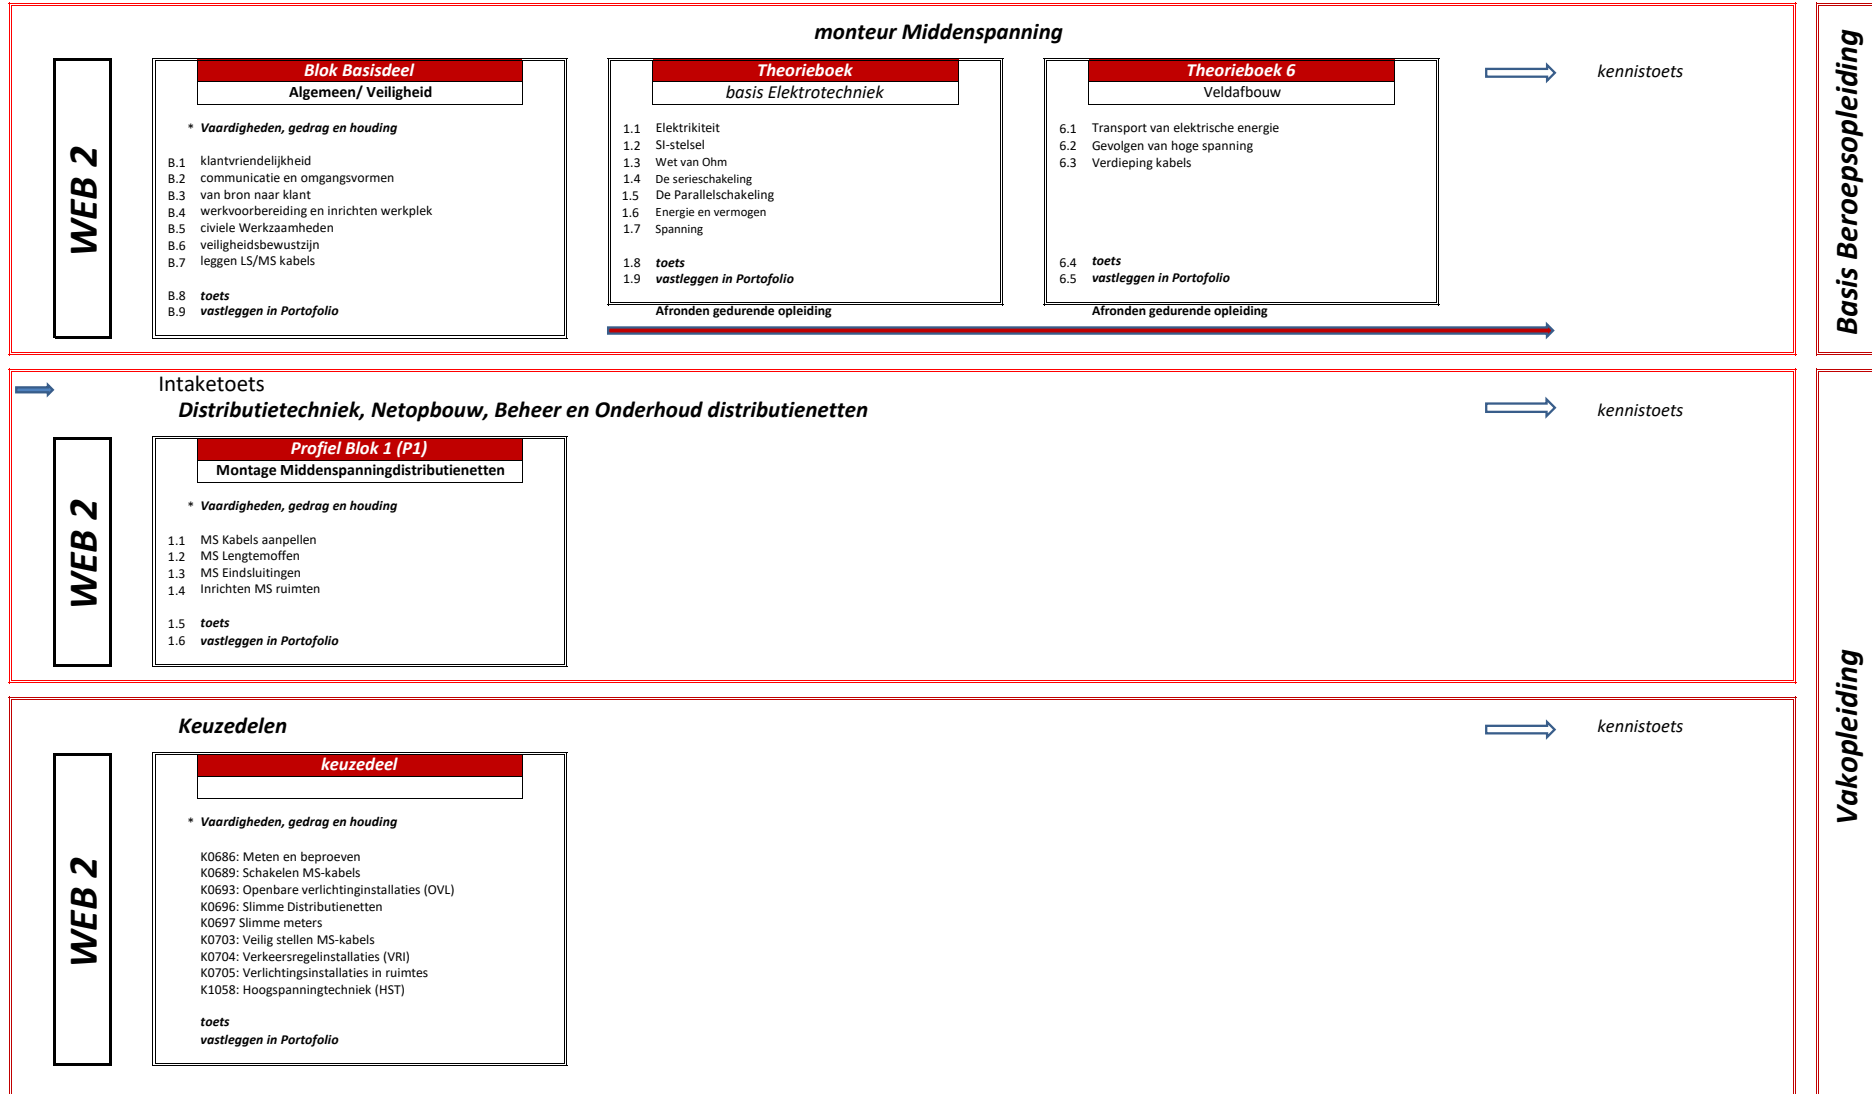 monteur Middenspanning
Basis Beroepsopleiding
WEB 2
Blok Basisdeel
Algemeen/ Veiligheid
* Vaardigheden, gedrag en houding
B.1 klantvriendelijkheid
B.2 communicatie en omgangsvormen
B.3 van bron naar klant
B.4 werkvoorbereiding en inrichten werkplek
B.5 civiele Werkzaamheden
B.6 veiligheidsbewustzijn
B.7 leggen LS/MS kabels
B.8 toets
B.9 vastleggen in Portofolio
Theorieboek
basis Elektrotechniek
1.1 Elektrikiteit
1.2 SI-stelsel
1.3 Wet van Ohm
1.4 De serieschakeling
1.5 De Parallelschakeling
1.6 Energie en vermogen
1.7 Spanning
1.8 toets
1.9 vastleggen in Portofolio
Afronden gedurende opleiding
Theorieboek 6
Veldafbouw
6.1 Transport van elektrische energie
6.2 Gevolgen van hoge spanning
6.3 Verdieping kabels
6.4 toets
6.5 vastleggen in Portofolio
Afronden gedurende opleiding
kennistoets
Intaketoets
Distributietechniek, Netopbouw, Beheer en Onderhoud distributienetten
kennistoets
WEB 2
Profiel Blok 1 (P1)
Montage Middenspanningdistributienetten
* Vaardigheden, gedrag en houding
1.1 MS Kabels aanpellen
1.2 MS Lengtemoffen
1.3 MS Eindsluitingen
1.4 Inrichten MS ruimten
1.5 toets
1.6 vastleggen in Portofolio
Vakopleiding
Keuzedelen
kennistoets
WEB 2
keuzedeel
* Vaardigheden, gedrag en houding
K0686: Meten en beproeven
K0689: Schakelen MS-kabels
K0693: Openbare verlichtinginstallaties (OVL)
K0696: Slimme Distributienetten
K0697 Slimme meters
K0703: Veilig stellen MS-kabels
K0704: Verkeersregelinstallaties (VRI)
K0705: Verlichtingsinstallaties in ruimtes
K1058: Hoogspanningtechniek (HST)
toets
vastleggen in Portofolio